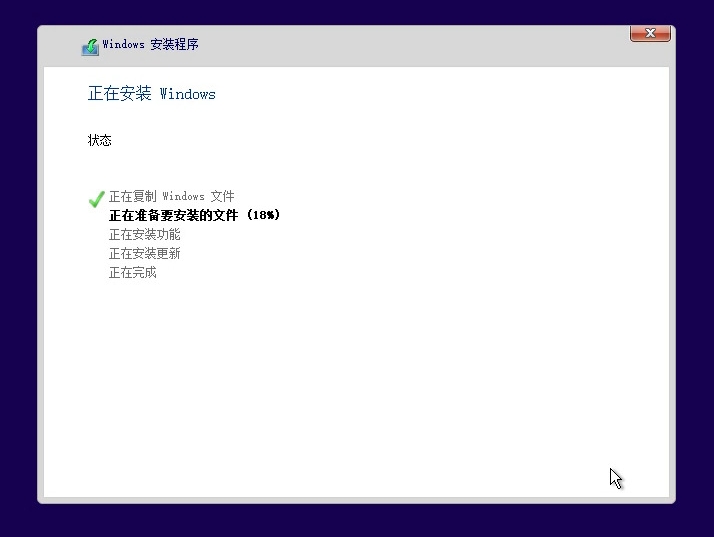 Windows 安装程序
正在安装 Windows
状态
正在复制 Windows 文件
正在准备要安装的文件 (18%)
正在安装功能
正在安装更新
正在完成